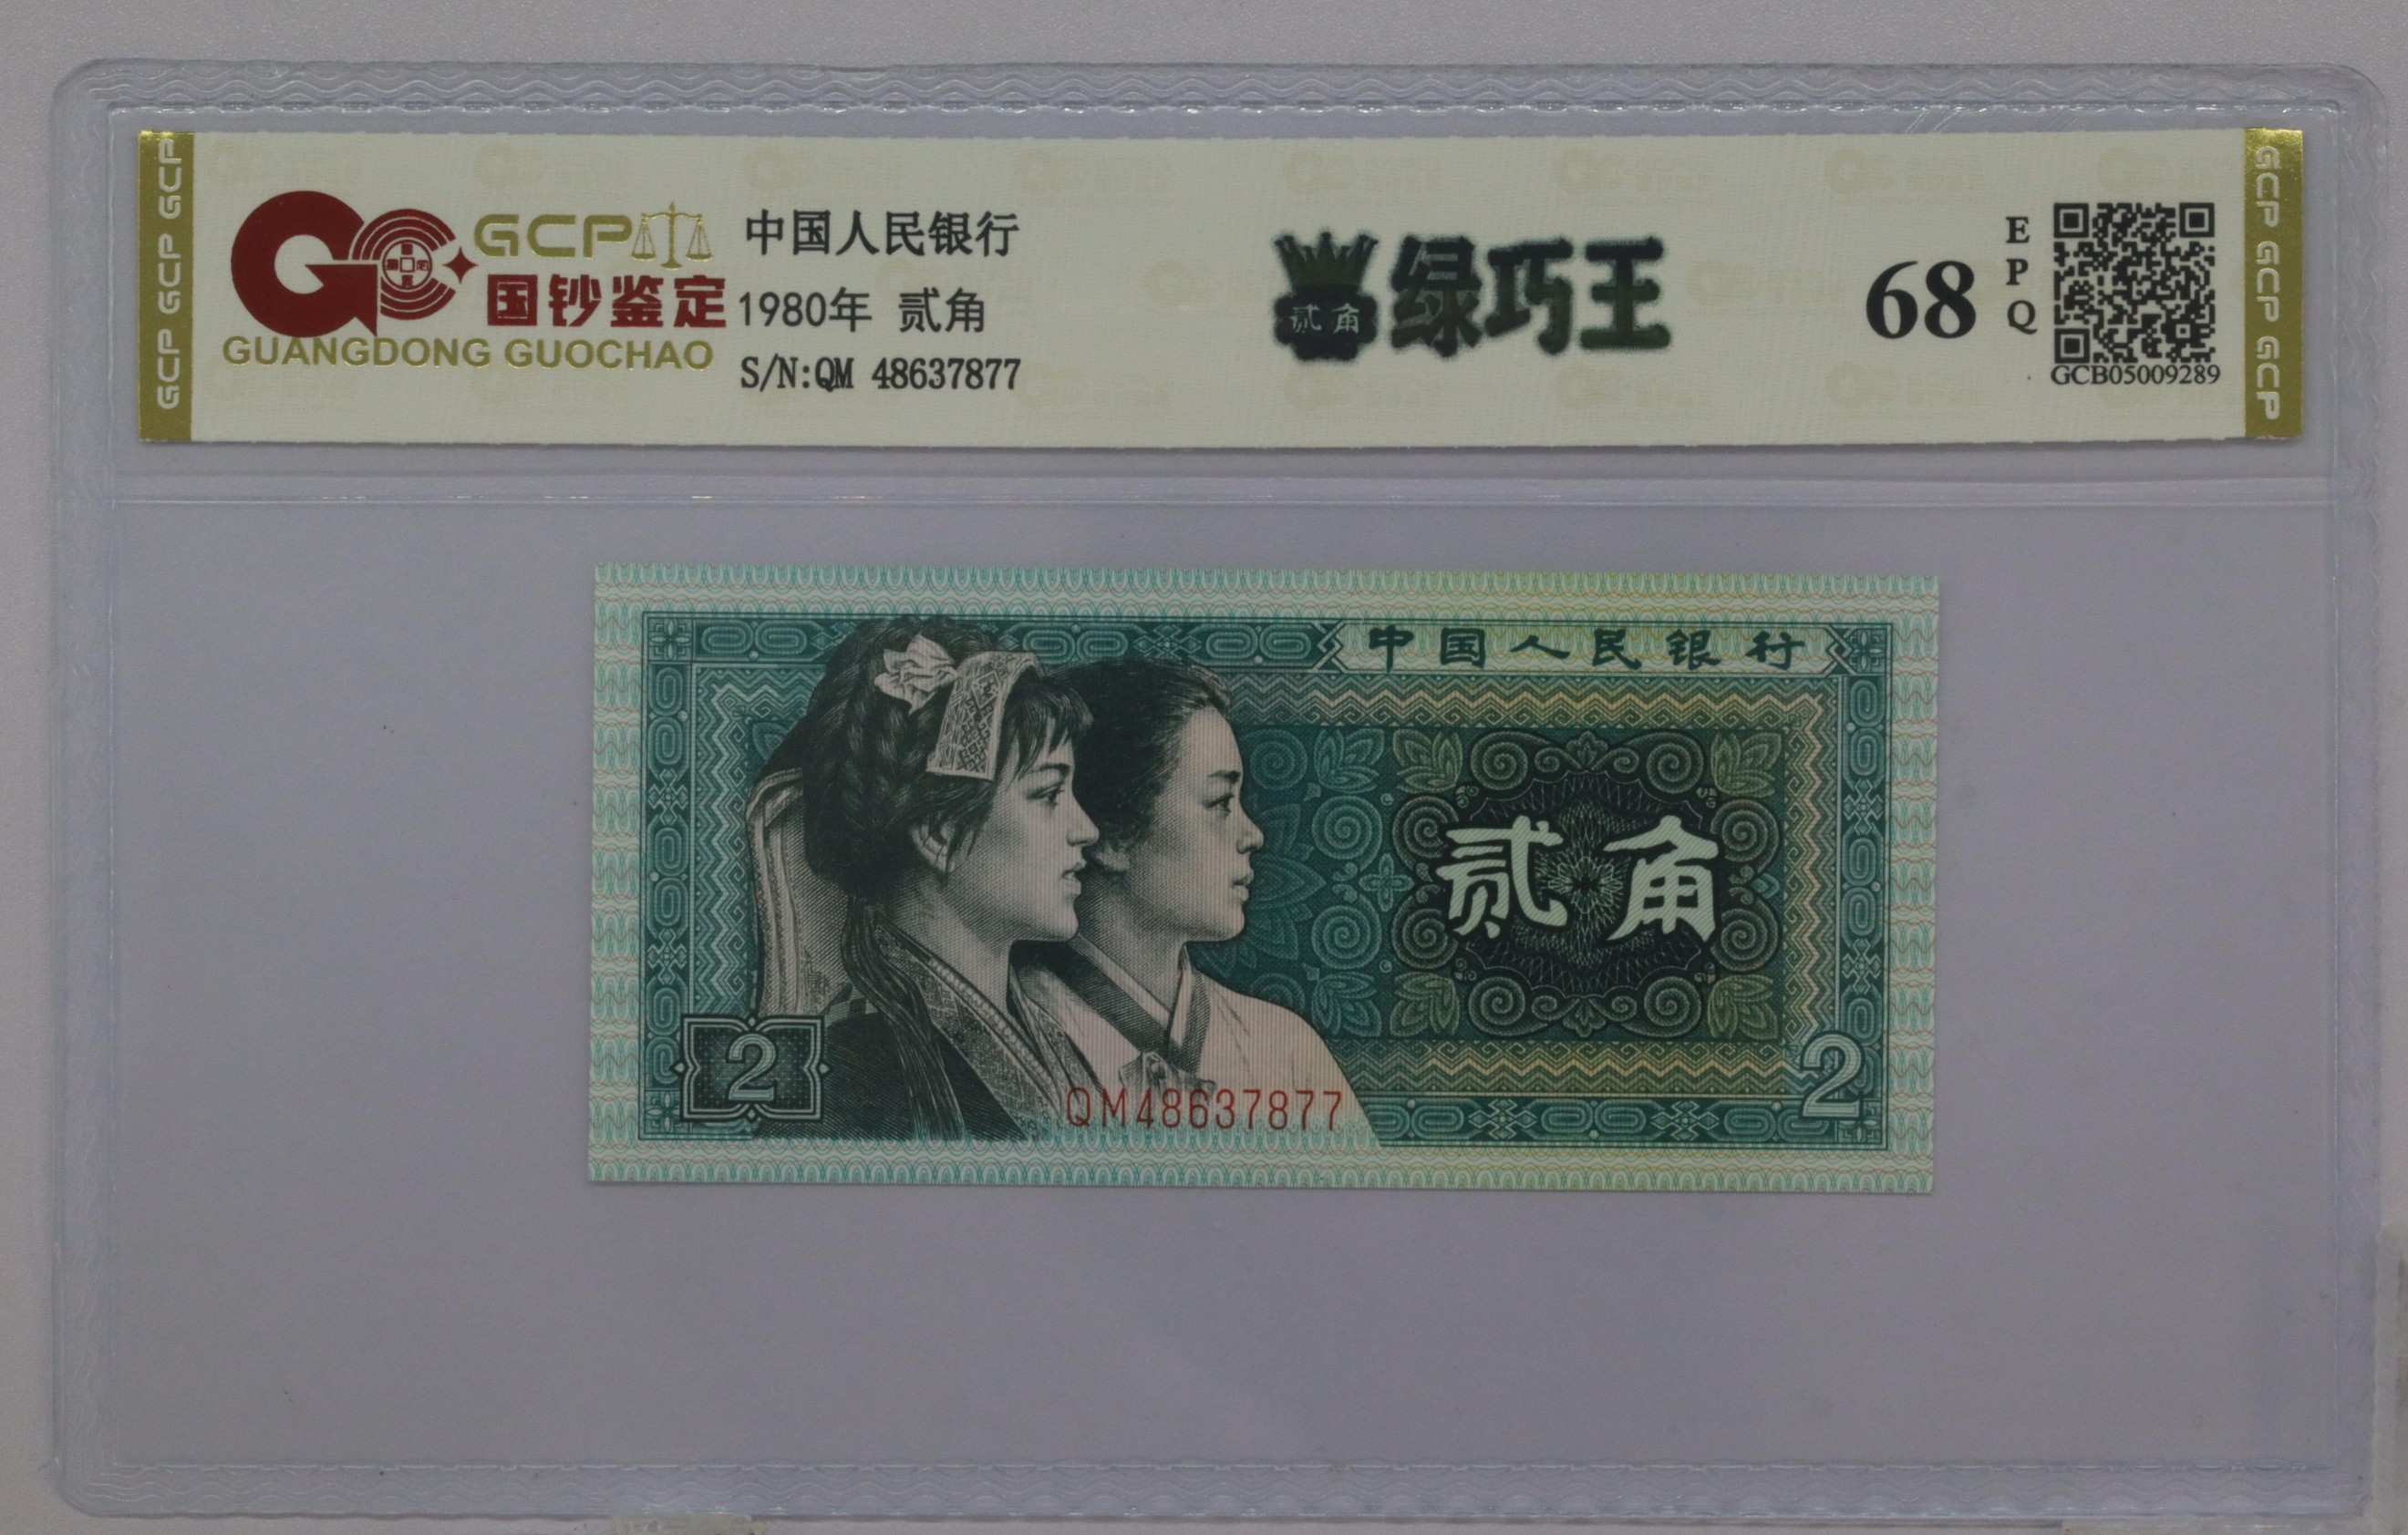 GCP GCP GCP
GCP
国钞鉴定
GUANGDONG GUOCHAO
中国人民银行
1980年 贰角
S/N:QM 48637877
贰角
绿巧王
68
EPQ
GCB05009289
GCP GCP GCP
中国人民银行
贰角
2
QM48637877
2